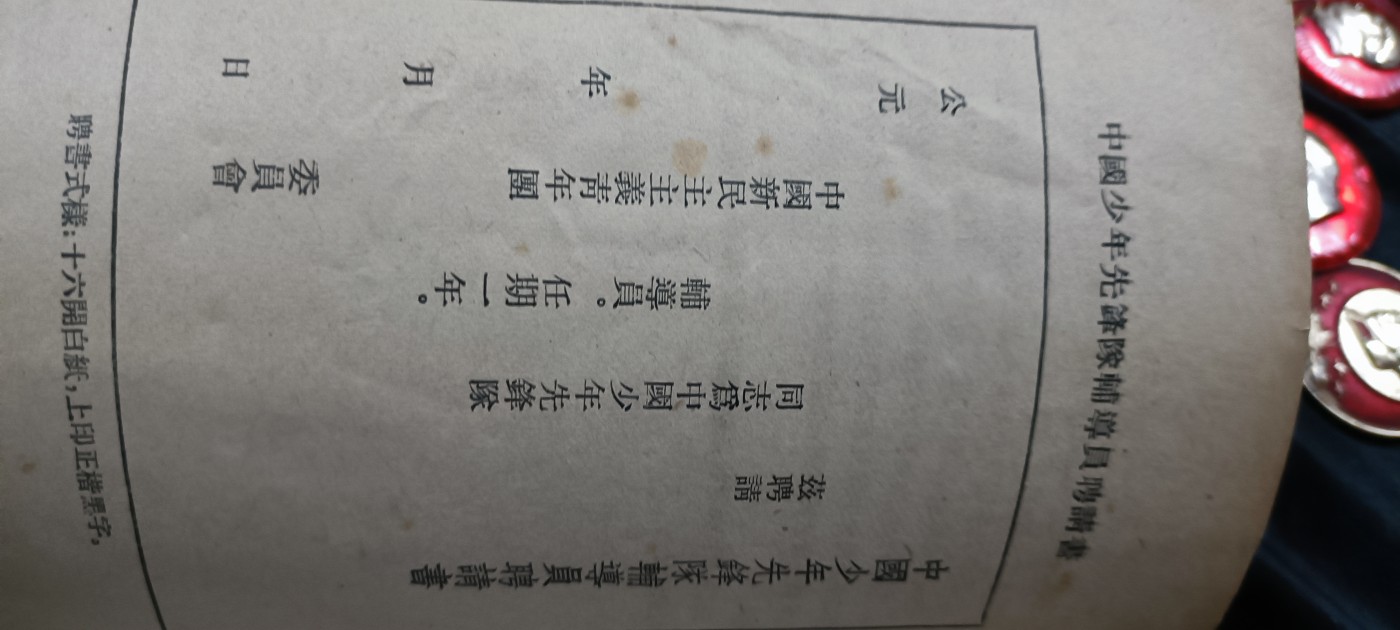 中國少年先鋒隊輔導員聘請書
中國少年先鋒隊輔導員聘請書
茲聘請
同志爲中國少年先鋒隊
輔導員。任期一年。
中國新民主主義青年團
委員會
公元
年
月
日
聘書式樣：十六開白紙，上印正楷黑字，